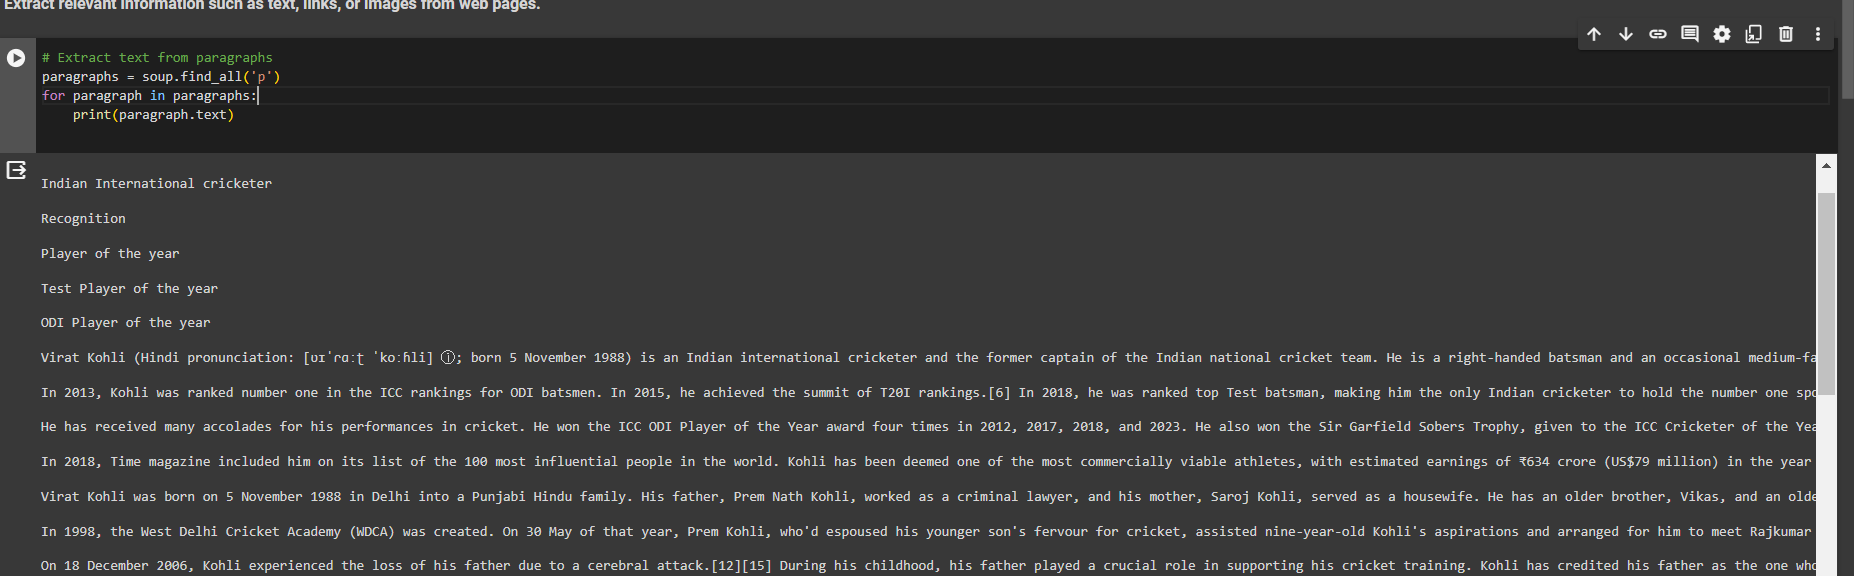 Extract relevant information such as text, links, or images from web pages.
# Extract text from paragraphs
paragraphs = soup.find_all('p')
for paragraph in paragraphs:
    print(paragraph.text)
Indian International cricketer
Recognition
Player of the year
Test Player of the year
ODI Player of the year
Virat Kohli (Hindi pronunciation: [ʋɪˈɾɑːʈ ˈkoːɦli] ⓘ; born 5 November 1988) is an Indian international cricketer and the former captain of the Indian national cricket team. He is a right-handed batsman and an occasional medium-fa
In 2013, Kohli was ranked number one in the ICC rankings for ODI batsmen. In 2015, he achieved the summit of T20I rankings.[6] In 2018, he was ranked top Test batsman, making him the only Indian cricketer to hold the number one spo
He has received many accolades for his performances in cricket. He won the ICC ODI Player of the Year award four times in 2012, 2017, 2018, and 2023. He also won the Sir Garfield Sobers Trophy, given to the ICC Cricketer of the Yea
In 2018, Time magazine included him on its list of the 100 most influential people in the world. Kohli has been deemed one of the most commercially viable athletes, with estimated earnings of ₹634 crore (US$79 million) in the year
Virat Kohli was born on 5 November 1988 in Delhi into a Punjabi Hindu family. His father, Prem Nath Kohli, worked as a criminal lawyer, and his mother, Saroj Kohli, served as a housewife. He has an older brother, Vikas, and an olde
In 1998, the West Delhi Cricket Academy (WDCA) was created. On 30 May of that year, Prem Kohli, who'd espoused his younger son's fervour for cricket, assisted nine-year-old Kohli's aspirations and arranged for him to meet Rajkumar
On 18 December 2006, Kohli experienced the loss of his father due to a cerebral attack.[12][15] During his childhood, his father played a crucial role in supporting his cricket training. Kohli has credited his father as the one who